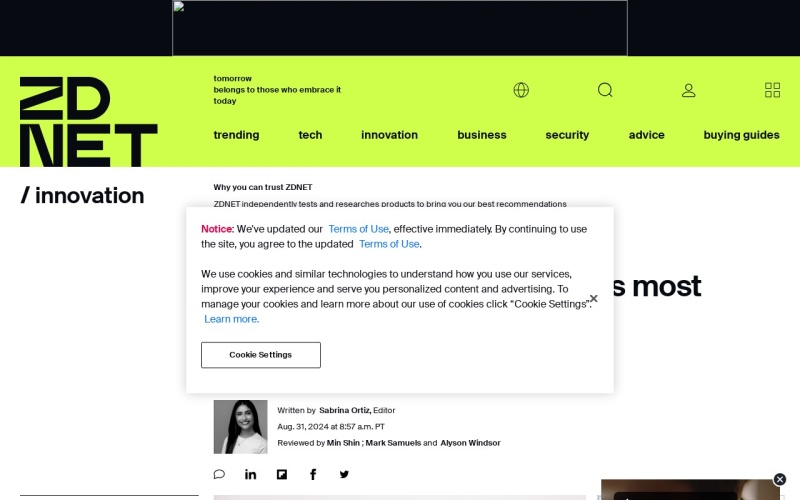 tomorrow
belongs to those who embrace it
today
ZD
NET
trending tech innovation business security advice buying guides
/ innovation
Why you can trust ZDNET
ZDNET independently tests and researches products to bring you our best recommendations
Notice: We've updated our Terms of Use, effective immediately. By continuing to use
the site, you agree to the updated Terms of Use.
We use cookies and similar technologies to understand how you use our services,
improve your experience and serve you personalized content and advertising. To
manage your cookies and learn more about our use of cookies click "Cookie Settings".
Learn more.
Cookie Settings
s most
Written by Sabrina Ortiz, Editor
Aug. 31, 2024 at 8:57 a.m. PT
Reviewed by Min Shin ; Mark Samuels and Alyson Windsor